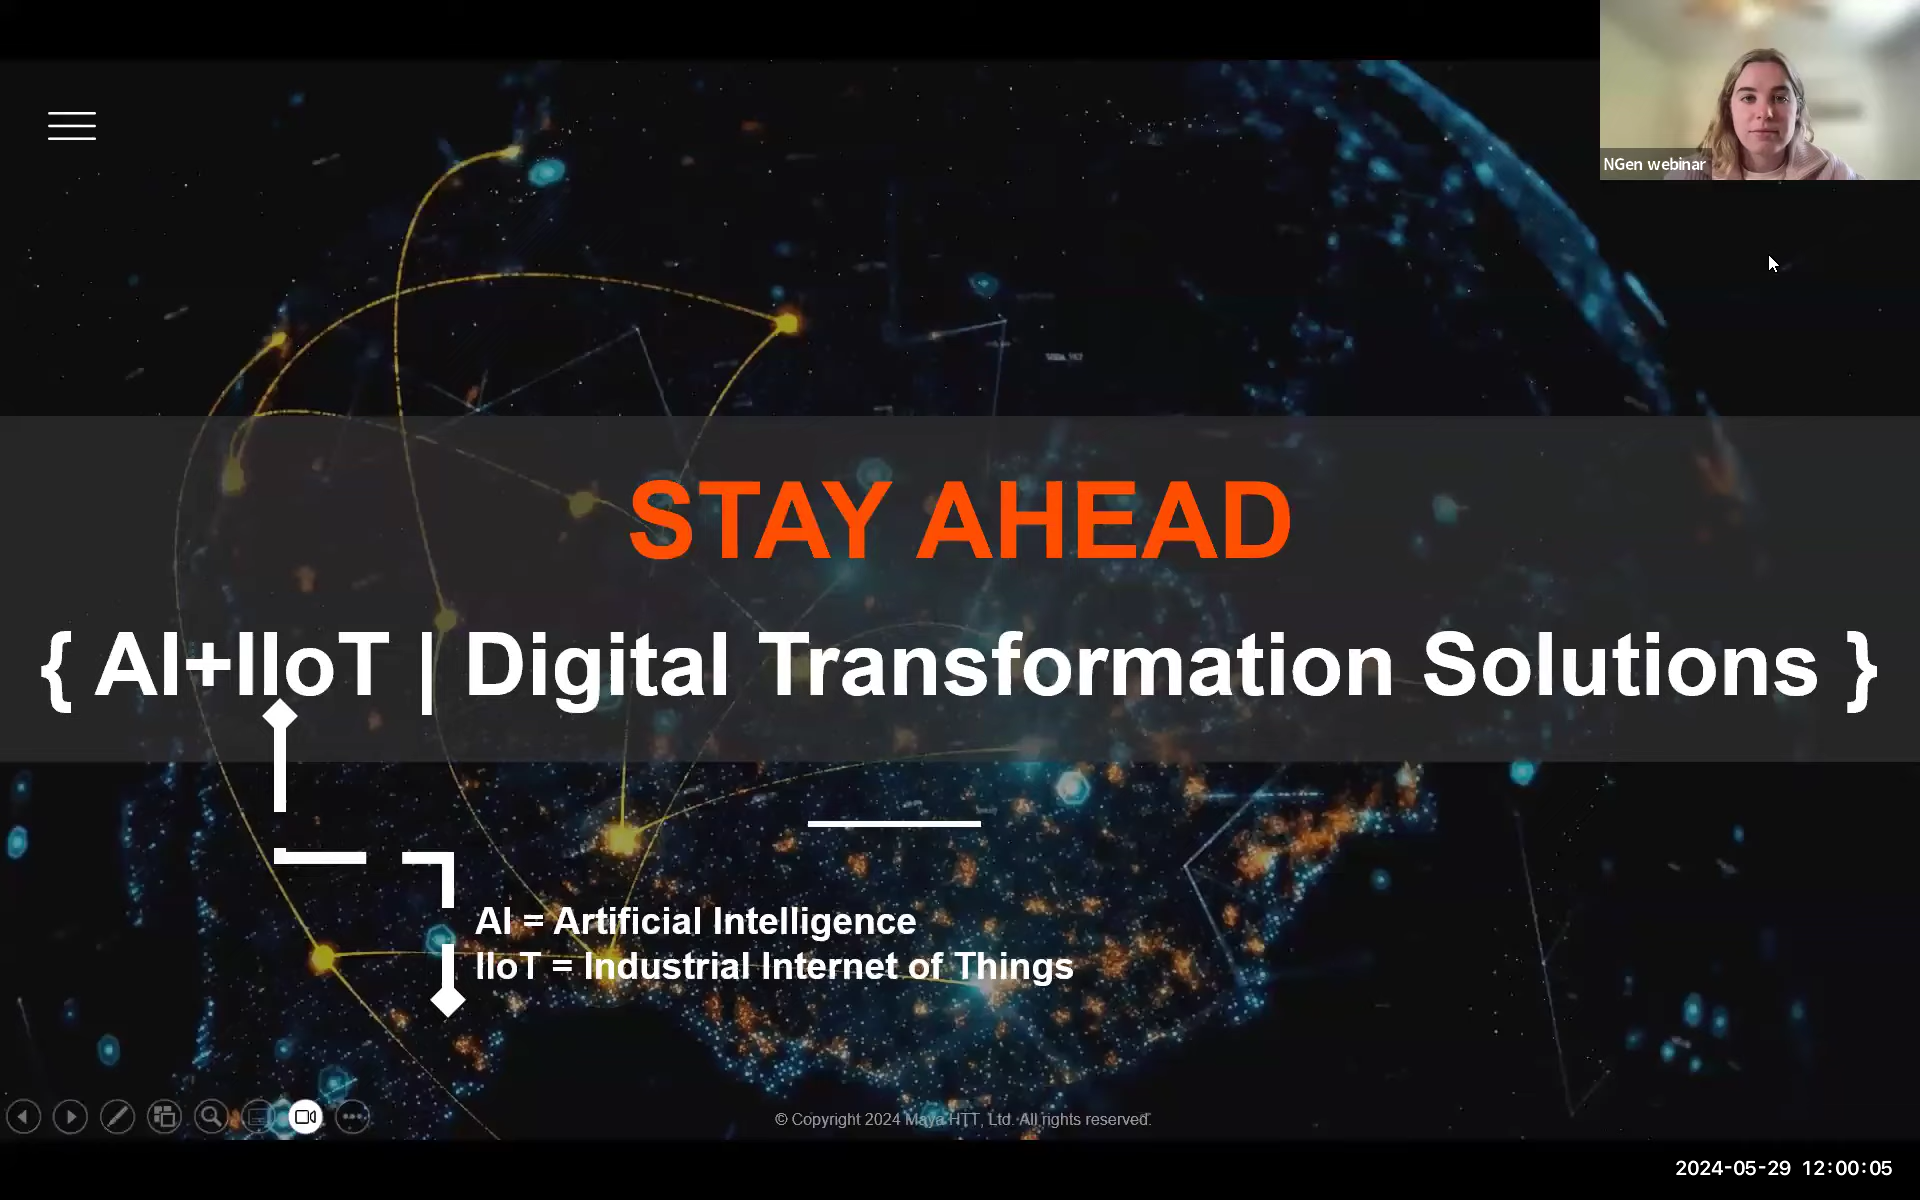 NGen webinar
STAY AHEAD
{ AI+IIoT | Digital Transformation Solutions }
AI = Artificial Intelligence
IIoT = Industrial Internet of Things
© Copyright 2024 Maya HTT, Ltd. All rights reserved.
2024-05-29 12:00:05